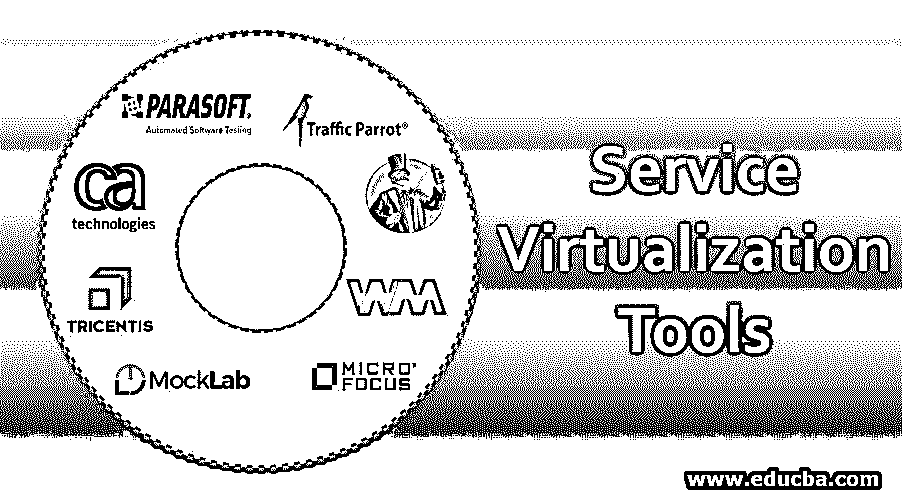 PARASOFT.
Automated Software Testing
Traffic Parrot®
ca
technologies
WM
TRICENTIS
MockLab
MICRO
FOCUS
Service
Virtualization
Tools
www.educba.com